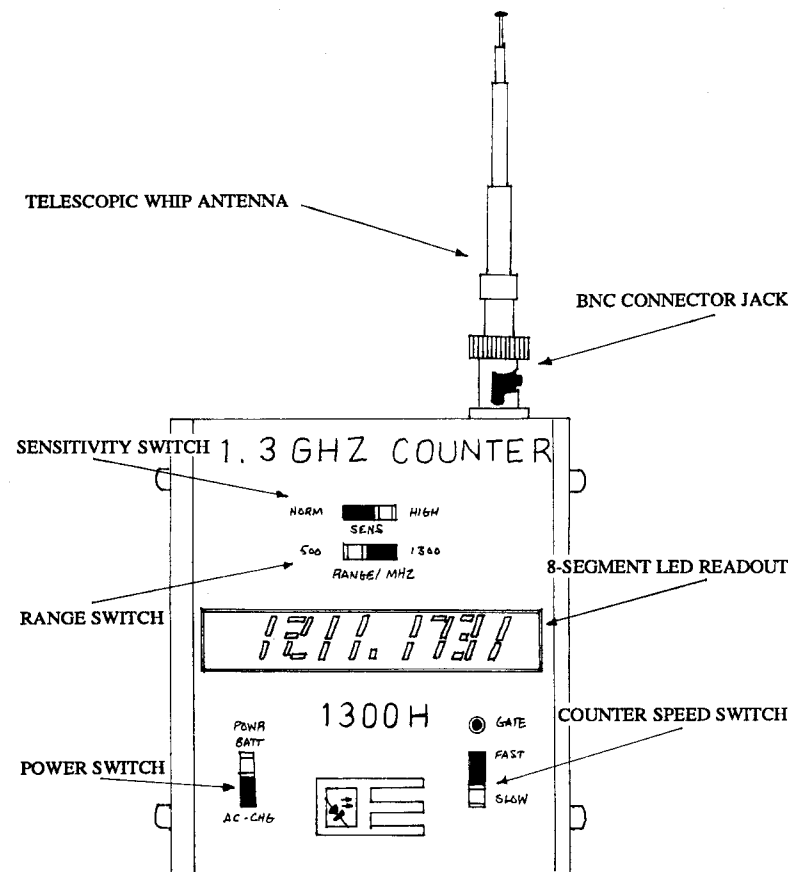 TELESCOPIC WHIP ANTENNA
BNC CONNECTOR JACK
SENSITIVITY SWITCH
1.3 GHZ COUNTER
NORM HIGH
SENS
500 1300
RANGE/MHZ
8-SEGMENT LED READOUT
RANGE SWITCH
1300H
POWR
BATT
GATE
COUNTER SPEED SWITCH
FAST
POWER SWITCH
SLOW
AC-CHG